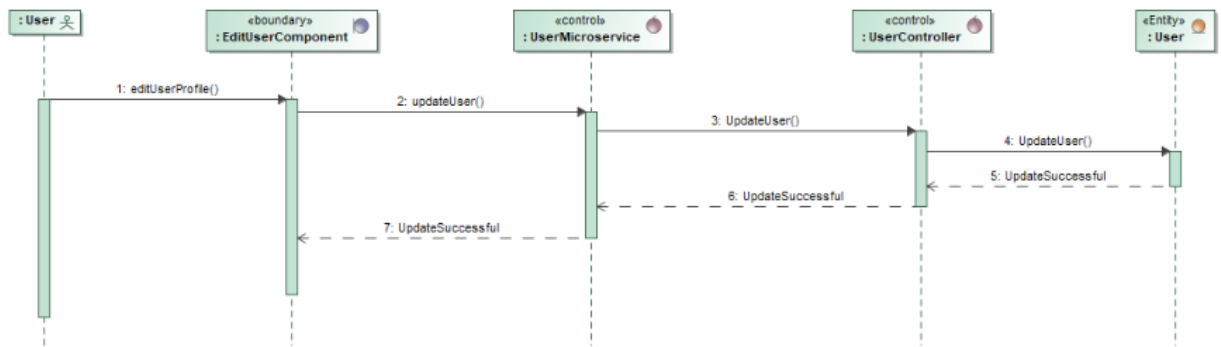 : User
«boundary»
: EditUserComponent
«control»
: UserMicroservice
«control»
: UserController
«Entity»
: User
1: editUserProfile()
2: updateUser()
3: UpdateUser()
4: UpdateUser()
5: UpdateSuccessful
6: UpdateSuccessful
7: UpdateSuccessful